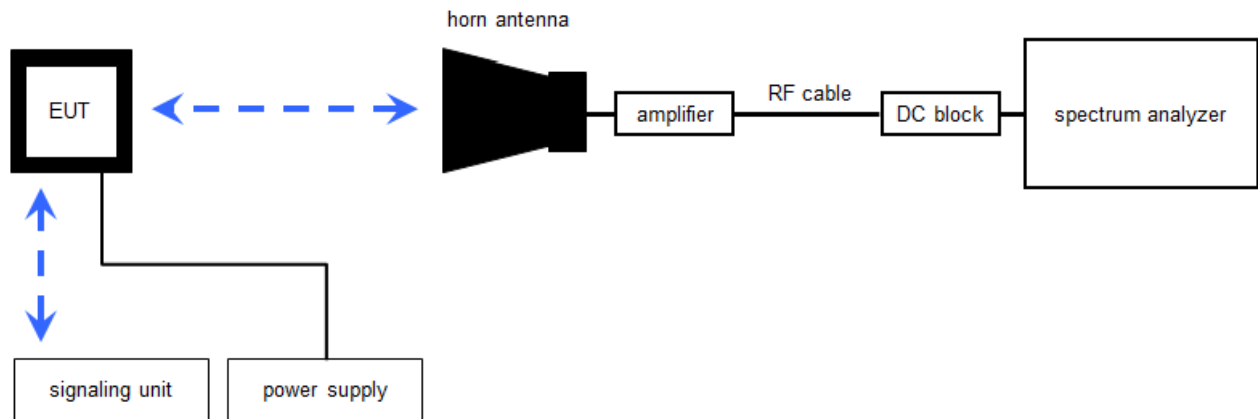 horn antenna
EUT
amplifier
RF cable
DC block
spectrum analyzer
signaling unit
power supply